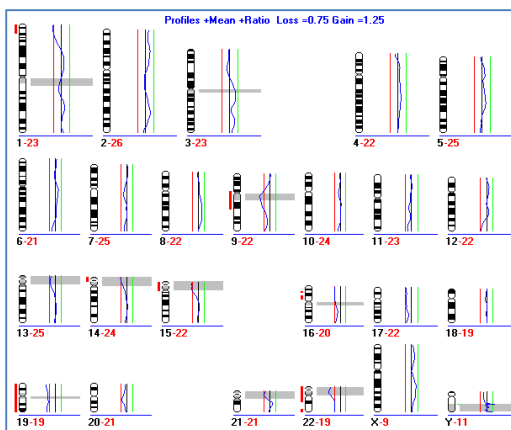 Profiles +Mean +Ratio Loss =0.75 Gain =1.25
1-23 2-26 3-23 4-22 5-25
6-21 7-25 8-22 9-22 10-24 11-23 12-22
13-25 14-24 15-22 16-20 17-22 18-19
19-19 20-21 21-21 22-19 X-9 Y-11